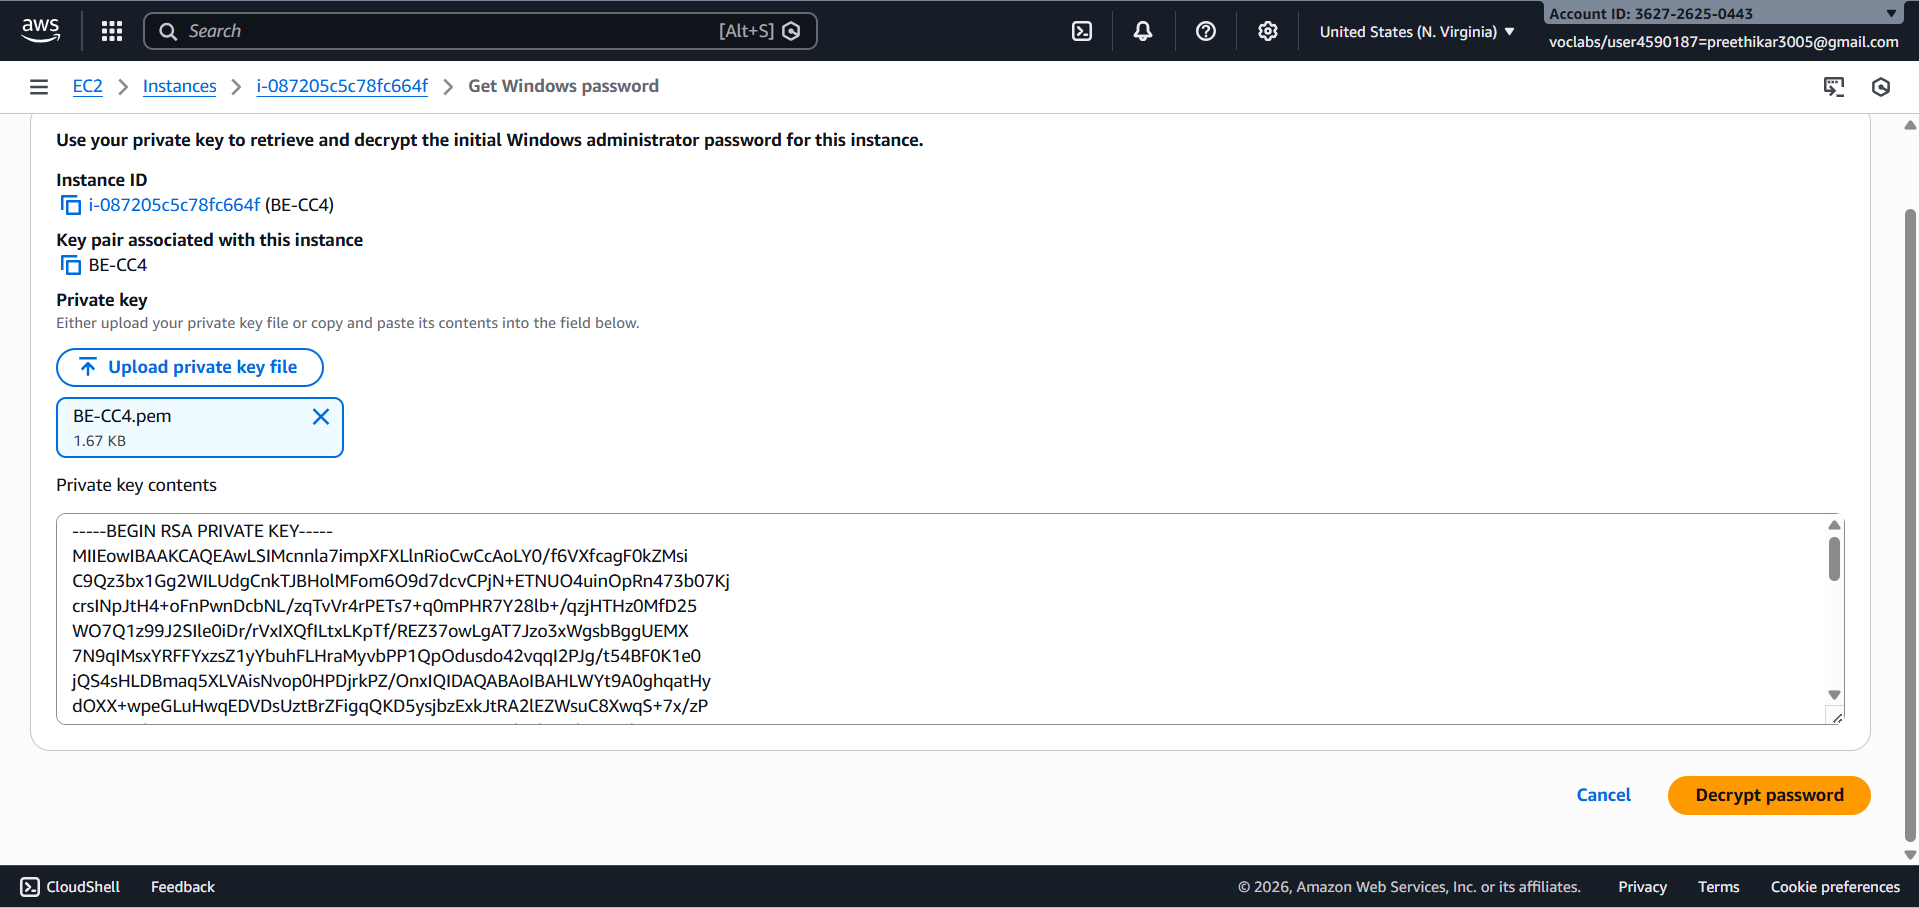 aws
Search
[Alt+S]
United States (N. Virginia)
Account ID: 3627-2625-0443
voclabs/user4590187=preethikar3005@gmail.com
EC2
Instances
i-087205c5c78fc664f
Get Windows password
Use your private key to retrieve and decrypt the initial Windows administrator password for this instance.
Instance ID
i-087205c5c78fc664f (BE-CC4)
Key pair associated with this instance
BE-CC4
Private key
Either upload your private key file or copy and paste its contents into the field below.
Upload private key file
BE-CC4.pem
1.67 KB
Private key contents
-----BEGIN RSA PRIVATE KEY-----
MIIEowIBAAKCAQEAwLSIMcnnla7impXFXLlnRioCwCcAoLY0/f6VXfcagF0kZMsi
C9Qz3bx1Gg2WILUdgCnkTJBHolMFom6O9d7dcvCPjN+ETNUO4uinOpRn473b07Kj
crsINpJtH4+oFnPwnDcbNL/zqTvVr4rPETs7+q0mPHR7Y28lb+/qzjHTHz0MfD25
WO7Q1z99J2SIle0iDr/rVxIXQfILtxLKpTf/REZ37owLgAT7Jzo3xWgsbBggUEMX
7N9qIMsxYRFFYxzsZ1yYbuhFLHraMyvbPP1QpOdusdo42vqqI2PJg/t54BF0K1e0
jQS4sHLDBmaq5XLVAisNvop0HPDjrkPZ/OnxIQIDAQABAoIBAHLWYt9A0ghqatHy
dOXX+wpeGLuHwqEDVDsUztBrZFigqQKD5ysjbzExkJtRA2lEZWsuC8XwqS+7x/zP
Cancel
Decrypt password
CloudShell
Feedback
© 2026, Amazon Web Services, Inc. or its affiliates.
Privacy
Terms
Cookie preferences